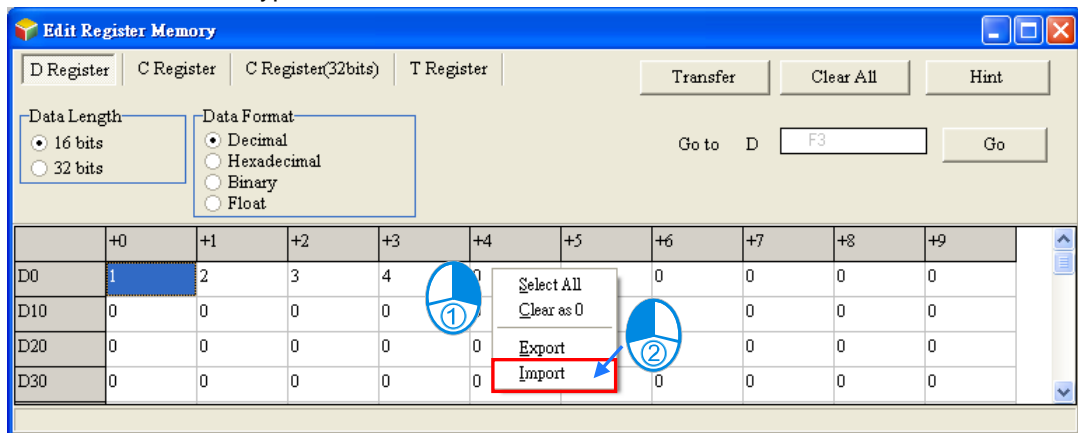 Edit Register Memory
D Register C Register C Register(32bits) T Register Transfer Clear All Hint
Data Length Data Format
16 bits Decimal Go to D F3 Go
32 bits Hexadecimal
Binary
Float
+0 +1 +2 +3 +4 +5 +6 +7 +8 +9
D0 1 2 3 4 0 0 0 0 0
Select All
D10 0 0 0 0 0 0 0
① Clear as 0
D20 0 0 0 0 0 0 0 0
Export ②
D30 0 0 0 0 0 0 0 0 0
Import